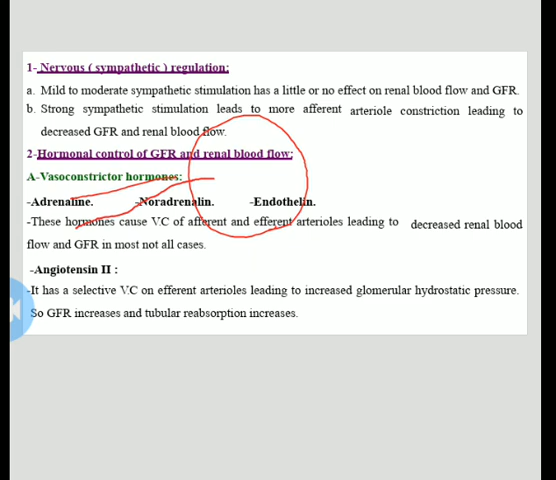 1- Nervous ( sympathetic ) regulation:
a. Mild to moderate sympathetic stimulation has a little or no effect on renal blood flow and GFR.
b. Strong sympathetic stimulation leads to more afferent arteriole constriction leading to
decreased GFR and renal blood flow.
2-Hormonal control of GFR and renal blood flow:
A-Vasoconstrictor hormones:
-Adrenaline. -Noradrenalin. -Endothelin.
-These hormones cause V.C of afferent and efferent arterioles leading to decreased renal blood
flow and GFR in most not all cases.
-Angiotensin II :
-It has a selective V.C on efferent arterioles leading to increased glomerular hydrostatic pressure.
So GFR increases and tubular reabsorption increases.